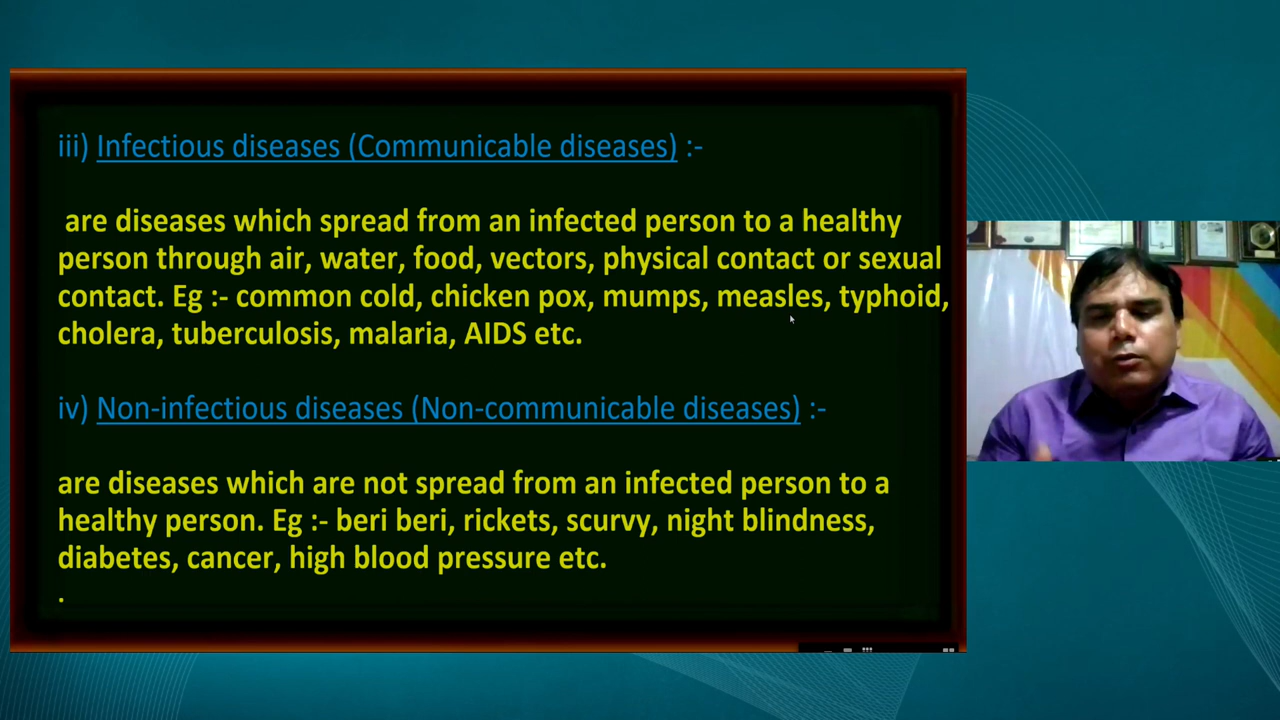 iii) Infectious diseases (Communicable diseases) :-
are diseases which spread from an infected person to a healthy
person through air, water, food, vectors, physical contact or sexual
contact. Eg :- common cold, chicken pox, mumps, measles, typhoid,
cholera, tuberculosis, malaria, AIDS etc.
iv) Non-infectious diseases (Non-communicable diseases) :-
are diseases which are not spread from an infected person to a
healthy person. Eg :- beri beri, rickets, scurvy, night blindness,
diabetes, cancer, high blood pressure etc.
.